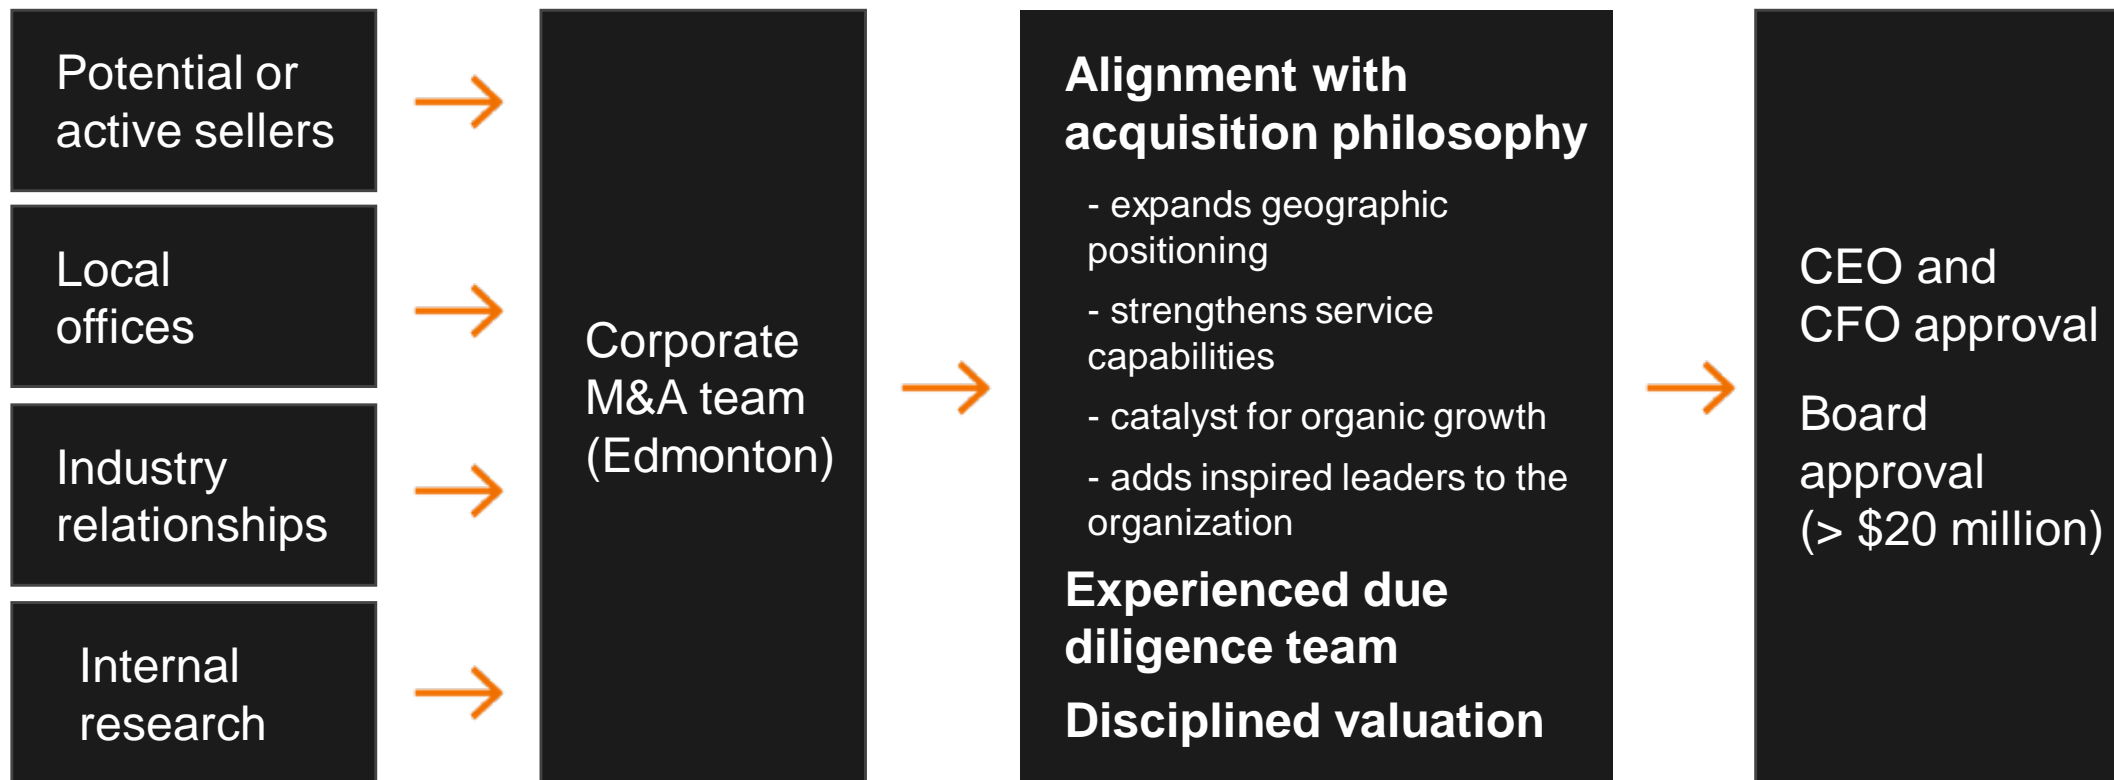 Potential or
active sellers
Local
offices
Industry
relationships
Internal
research
Corporate
M&A team
(Edmonton)
Alignment with
acquisition philosophy
- expands geographic
positioning
- strengthens service
capabilities
- catalyst for organic growth
- adds inspired leaders to the
organization
Experienced due
diligence team
Disciplined valuation
CEO and
CFO approval
Board
approval
(> $20 million)